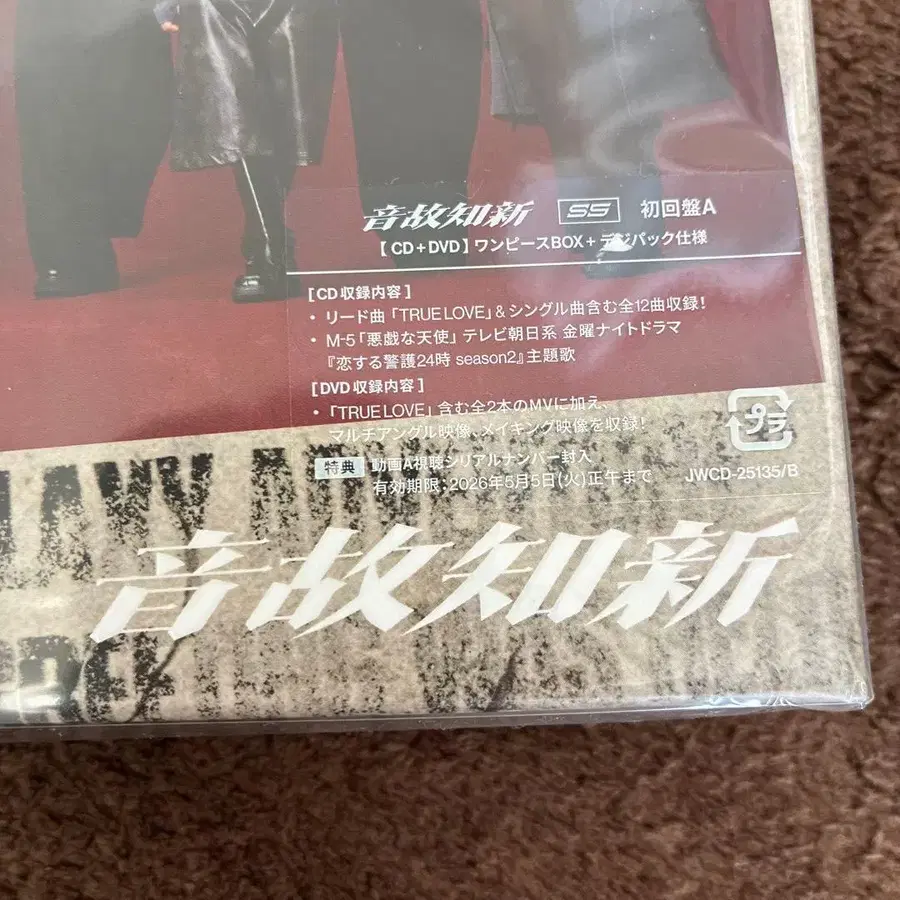 音故知新 SS 初回盤A
【CD+DVD】ワンピースBOX+デジパック仕様
[CD収録内容]
・リード曲「TRUE LOVE」&シングル曲含む全12曲収録!
・M-5「悪戯な天使」テレビ朝日系 金曜ナイトドラマ
『恋する警護24時 season2』主題歌
[DVD収録内容]
・「TRUE LOVE」含む全2本のMVに加え、
マルチアングル映像、メイキング映像を収録!
特典 動画A視聴シリアルナンバー封入
有効期限:2026年5月5日(火)正午まで
プラ
JWCD-25135/B
音故知新